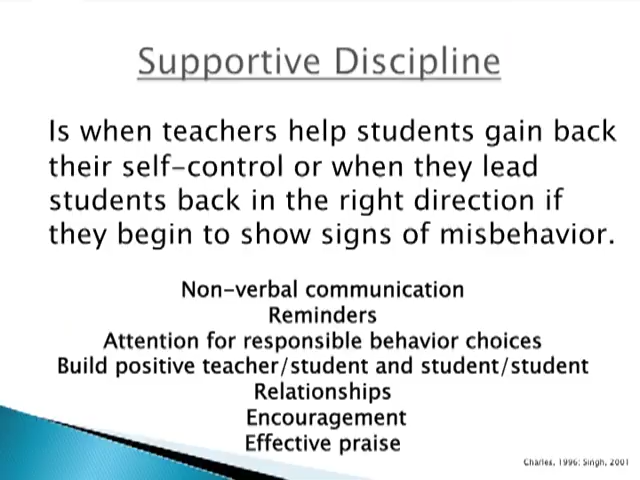 Supportive Discipline
Is when teachers help students gain back
their self-control or when they lead
students back in the right direction if
they begin to show signs of misbehavior.
Non-verbal communication
Reminders
Attention for responsible behavior choices
Build positive teacher/student and student/student
Relationships
Encouragement
Effective praise
Charles, 1996; Singh, 2001